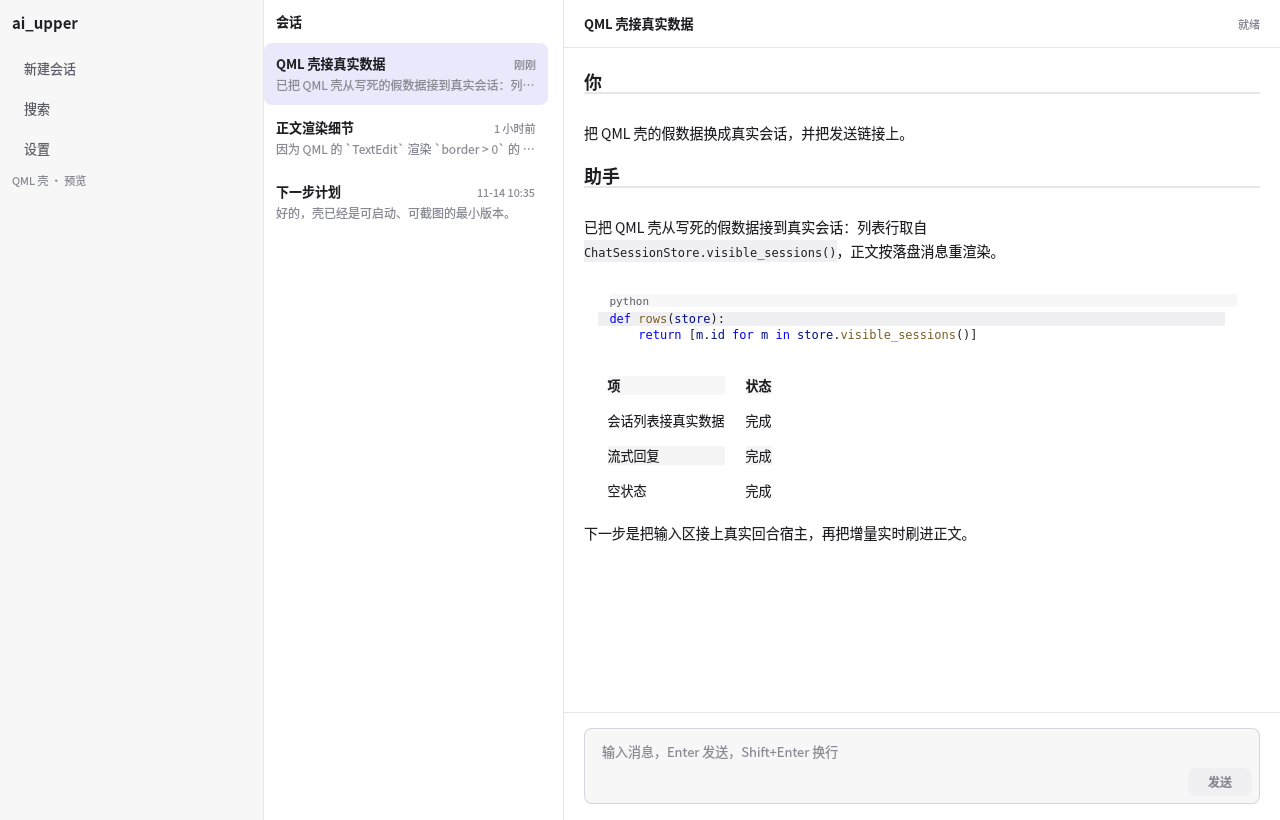 ai_upper
新建会话
搜索
设置
QML 壳 · 预览
会话
QML 壳接真实数据 刚刚
已把 QML 壳从写死的假数据接到真实会话：列…
正文渲染细节 1 小时前
因为 QML 的 `TextEdit` 渲染 `border > 0` 的 …
下一步计划 11-14 10:35
好的，壳已经是可启动、可截图的最小版本。
QML 壳接真实数据 就绪
你
把 QML 壳的假数据换成真实会话，并把发送链接上。
助手
已把 QML 壳从写死的假数据接到真实会话：列表行取自
ChatSessionStore.visible_sessions()，正文按落盘消息重渲染。
python
def rows(store):
    return [m.id for m in store.visible_sessions()]
项 状态
会话列表接真实数据 完成
流式回复 完成
空状态 完成
下一步是把输入区接上真实回合宿主，再把增量实时刷进正文。
输入消息，Enter 发送，Shift+Enter 换行
发送